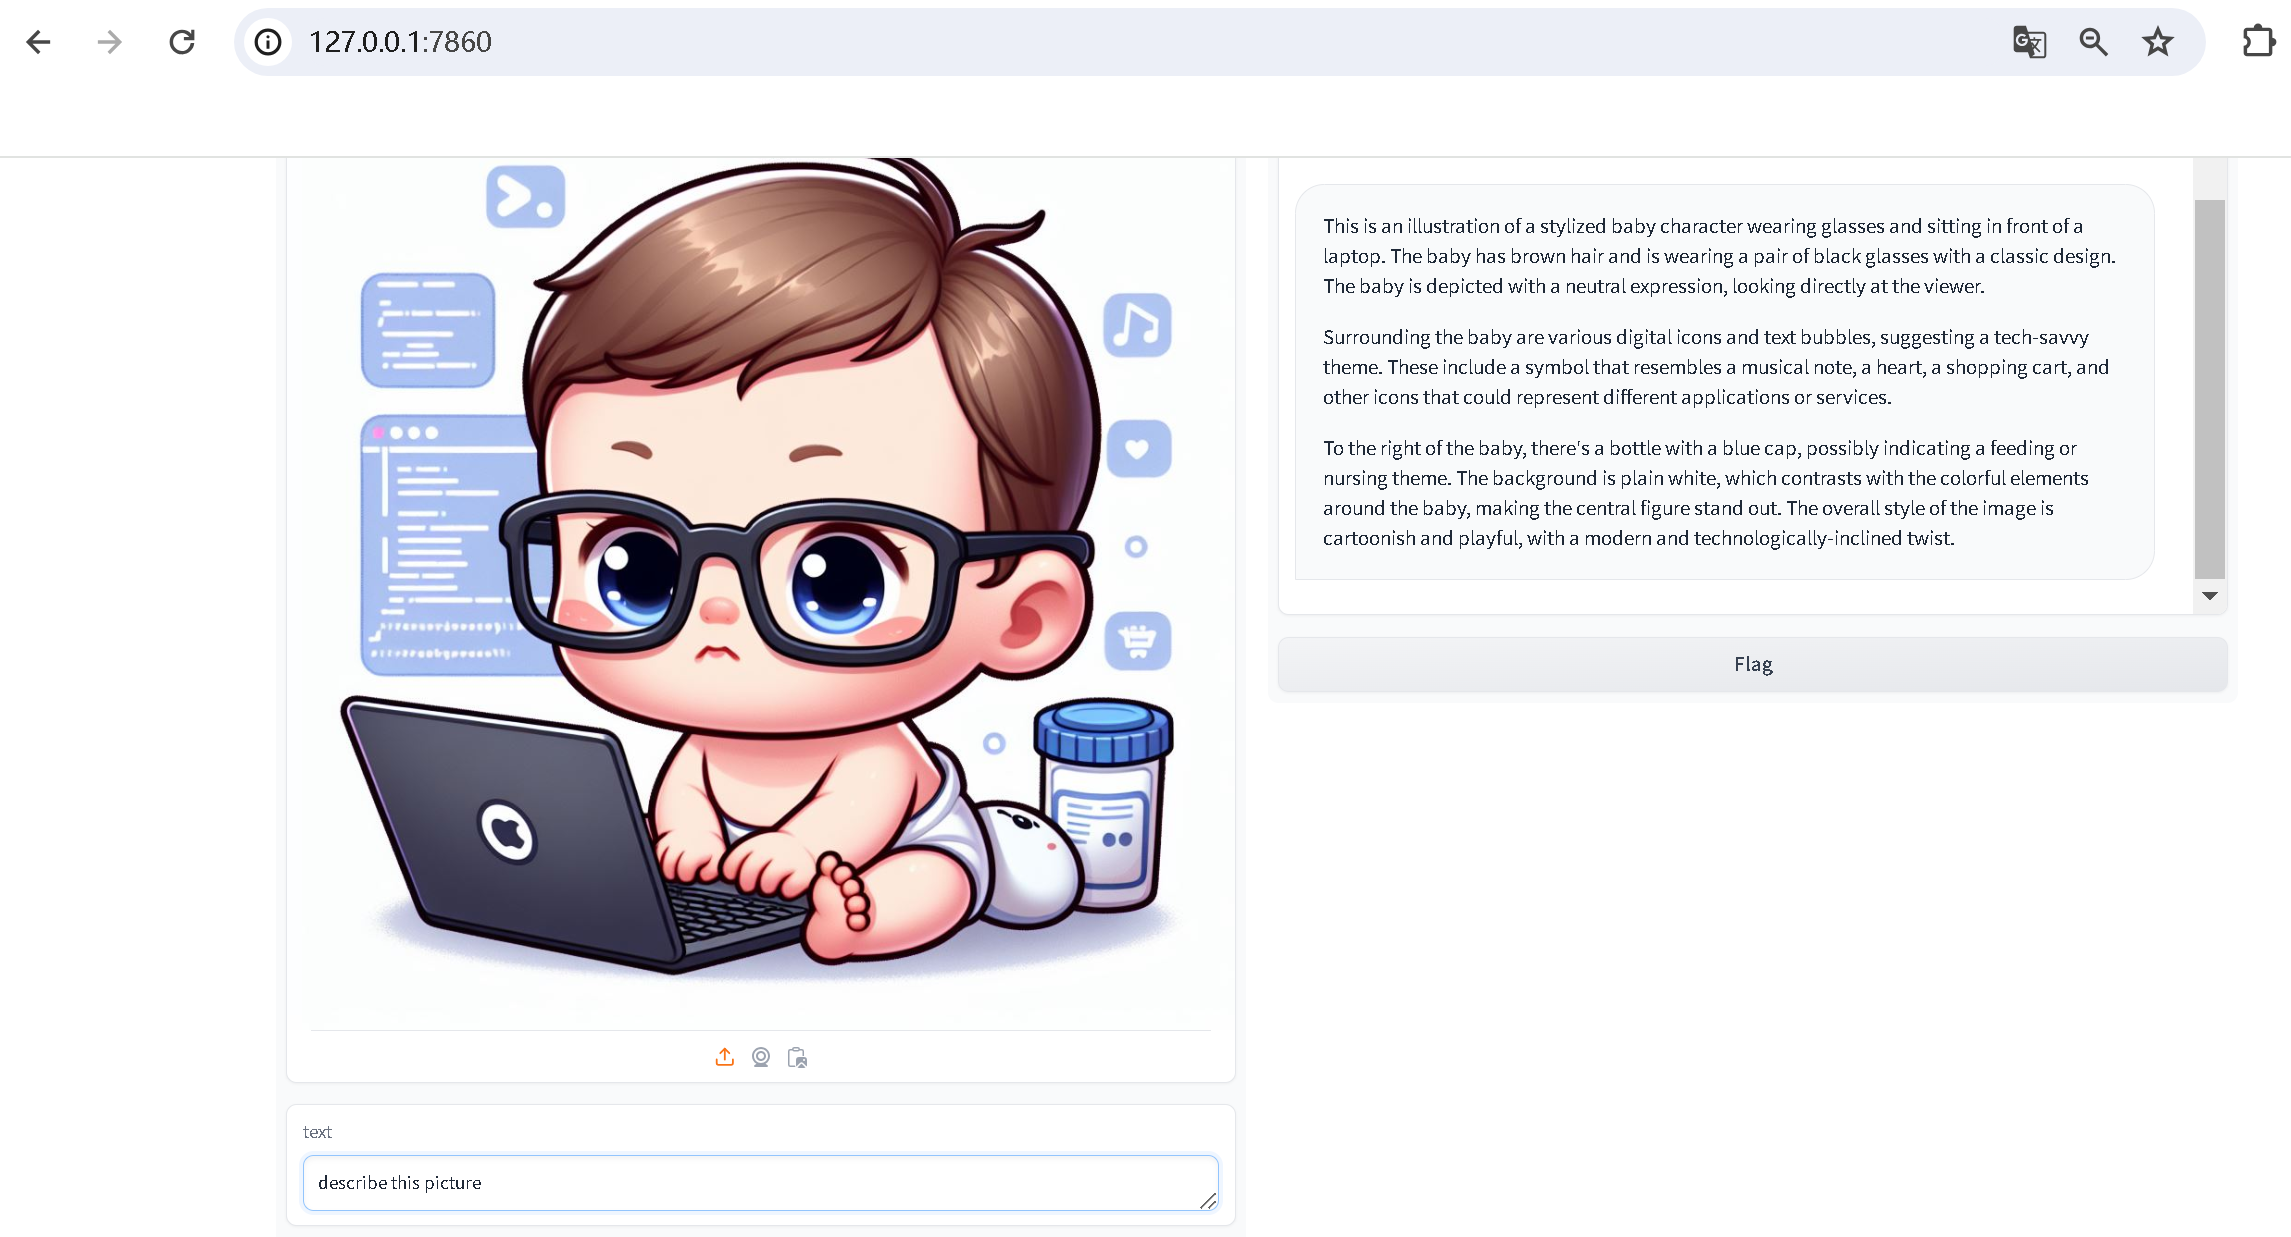 127.0.0.1:7860
This is an illustration of a stylized baby character wearing glasses and sitting in front of a
laptop. The baby has brown hair and is wearing a pair of black glasses with a classic design.
The baby is depicted with a neutral expression, looking directly at the viewer.
Surrounding the baby are various digital icons and text bubbles, suggesting a tech-savvy
theme. These include a symbol that resembles a musical note, a heart, a shopping cart, and
other icons that could represent different applications or services.
To the right of the baby, there's a bottle with a blue cap, possibly indicating a feeding or
nursing theme. The background is plain white, which contrasts with the colorful elements
around the baby, making the central figure stand out. The overall style of the image is
cartoonish and playful, with a modern and technologically-inclined twist.
Flag
text
describe this picture